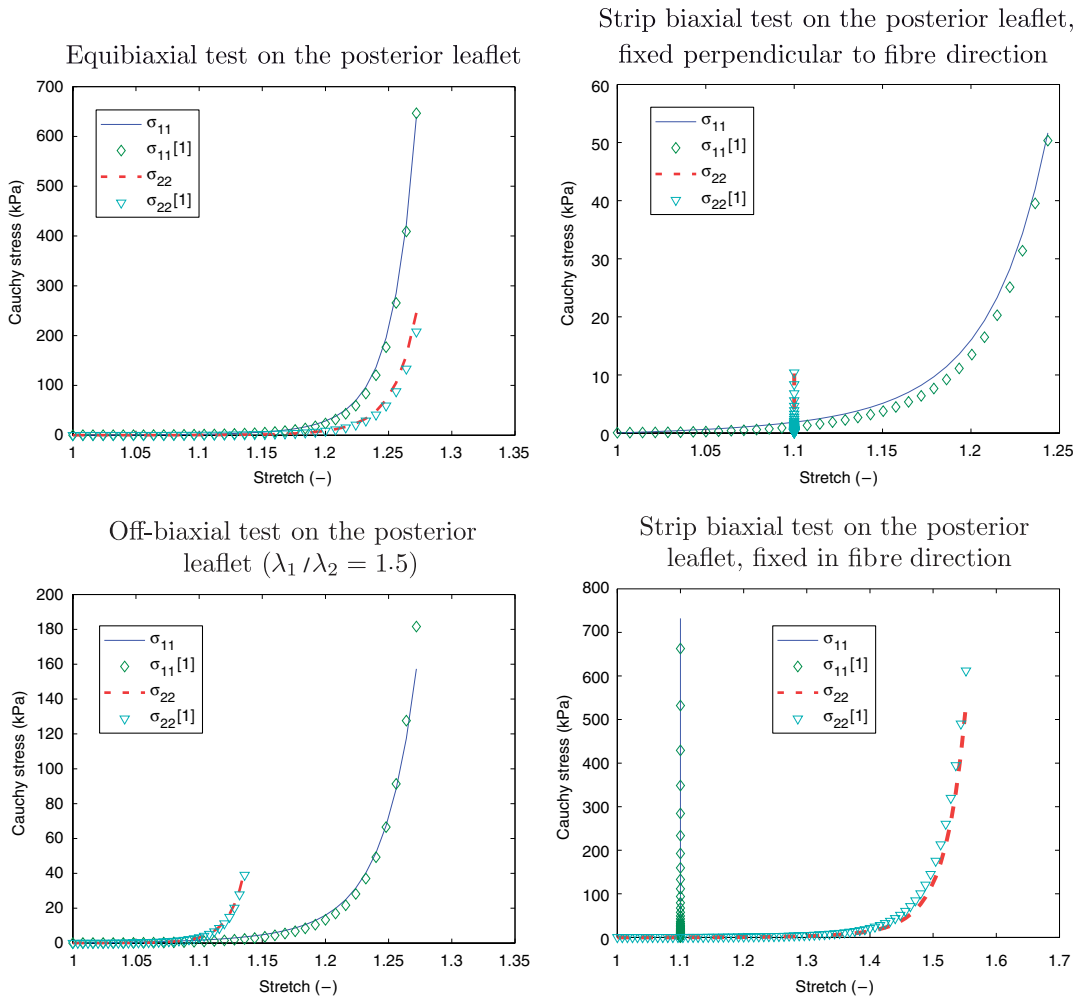 Equibiaxial test on the posterior leaflet
700
600
500
400
300
200
100
0
1
1.05
1.1
1.15
1.2
1.25
1.3
1.35
Cauchy stress (kPa)
Stretch (–)
σ11
σ11[1]
σ22
σ22[1]
Strip biaxial test on the posterior leaflet,
fixed perpendicular to fibre direction
60
50
40
30
20
10
0
1
1.05
1.1
1.15
1.2
1.25
Cauchy stress (kPa)
Stretch (–)
σ11
σ11[1]
σ22
σ22[1]
Off-biaxial test on the posterior
leaflet (λ1 /λ2 = 1.5)
200
180
160
140
120
100
80
60
40
20
0
1
1.05
1.1
1.15
1.2
1.25
1.3
1.35
Cauchy stress (kPa)
Stretch (–)
σ11
σ11[1]
σ22
σ22[1]
Strip biaxial test on the posterior
leaflet, fixed in fibre direction
800
700
600
500
400
300
200
100
0
1
1.1
1.2
1.3
1.4
1.5
1.6
1.7
Cauchy stress (kPa)
Stretch (–)
σ11
σ11[1]
σ22
σ22[1]